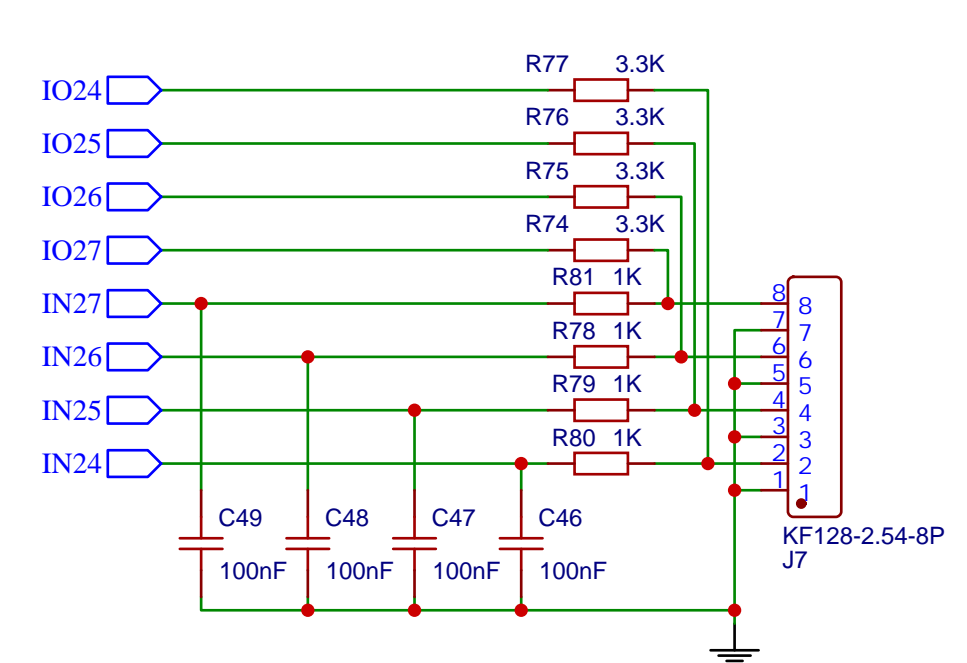 R77 3.3K
IO24
R76 3.3K
IO25
R75 3.3K
IO26
R74 3.3K
IO27
R81 1K
IN27
8 8
R78 1K
7 7
IN26
6 6
R79 1K
5 5
IN25
4 4
R80 1K
3 3
IN24
2 2
1 1
C49 C48 C47 C46
KF128-2.54-8P
J7
100nF 100nF 100nF 100nF